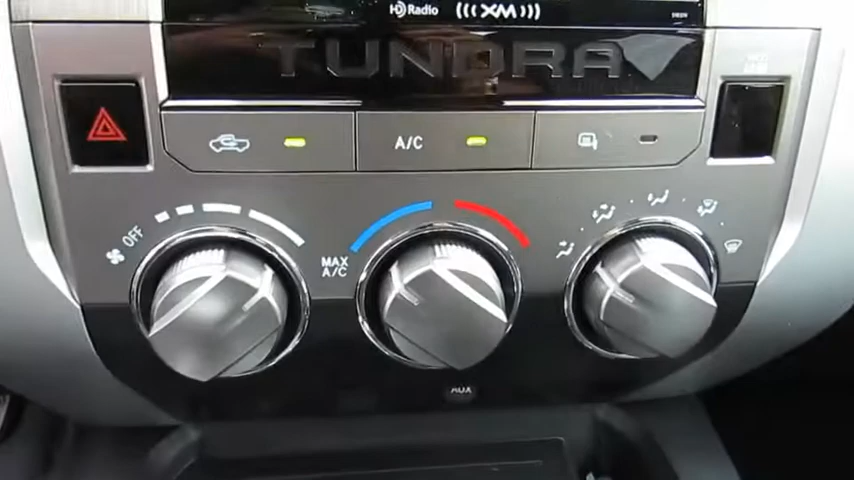 HD Radio ((( XM )))
TUNDRA
A/C
OFF
MAX
A/C
AUX